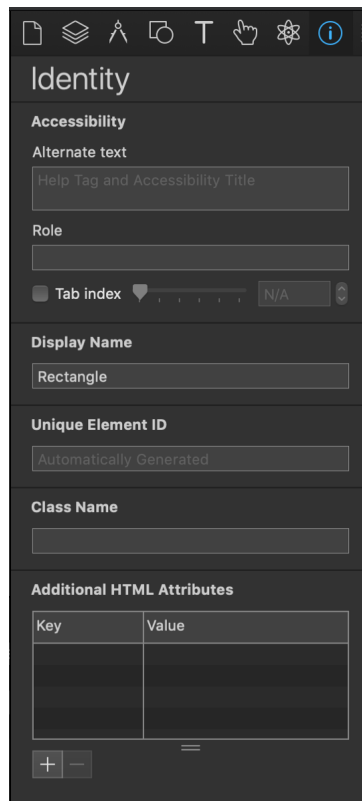 T
Identity
Accessibility
Alternate text
Help Tag and Accessibility Title
Role
Tab index
N/A
Display Name
Rectangle
Unique Element ID
Automatically Generated
Class Name
Additional HTML Attributes
Key Value